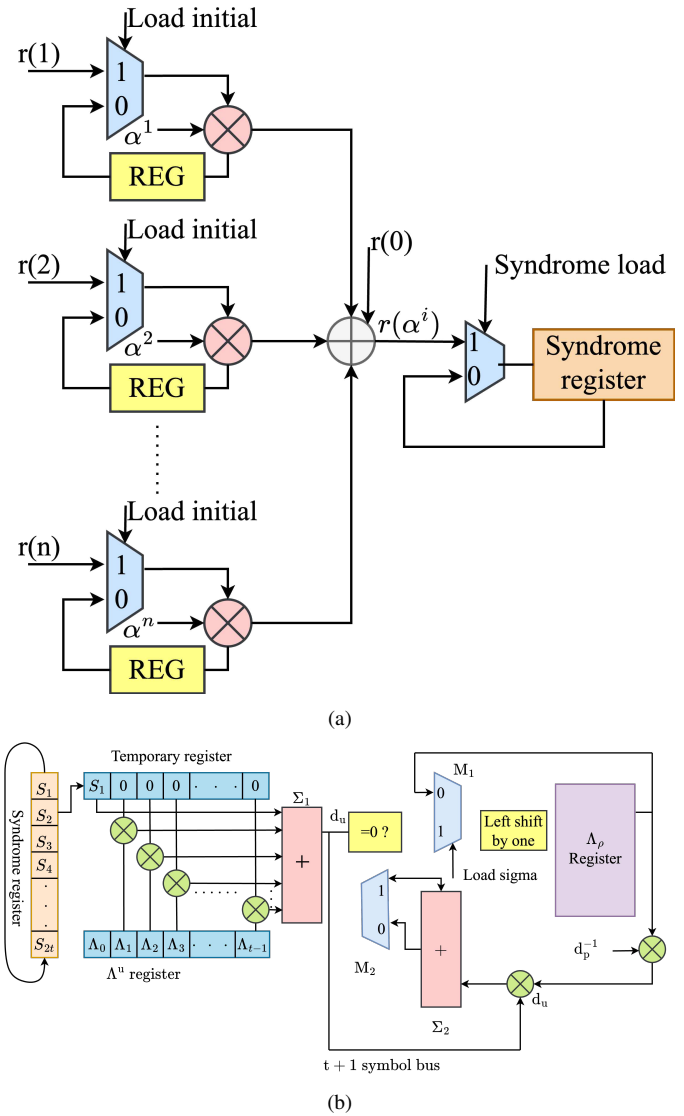 Load initial
r(1)
1
0
α¹
REG
Load initial
r(2)
1
0
α²
REG
r(0)
r(αⁱ)
Syndrome load
1
0
Syndrome register
Load initial
r(n)
1
0
αⁿ
REG
(a)
Temporary register
Syndrome register
S₁
S₂
S₃
S₄
·
·
·
S₂ₜ
S₁ 0 0 0 · · · 0
Σ₁
+
Λ₀ Λ₁ Λ₂ Λ₃ · · · Λₜ₋₁
Λᵘ register
dᵤ
=0 ?
M₁
0
1
Load sigma
Left shift
by one
Λᵨ
Register
1
0
M₂
+
Σ₂
dₚ⁻¹
dᵤ
t + 1 symbol bus
(b)